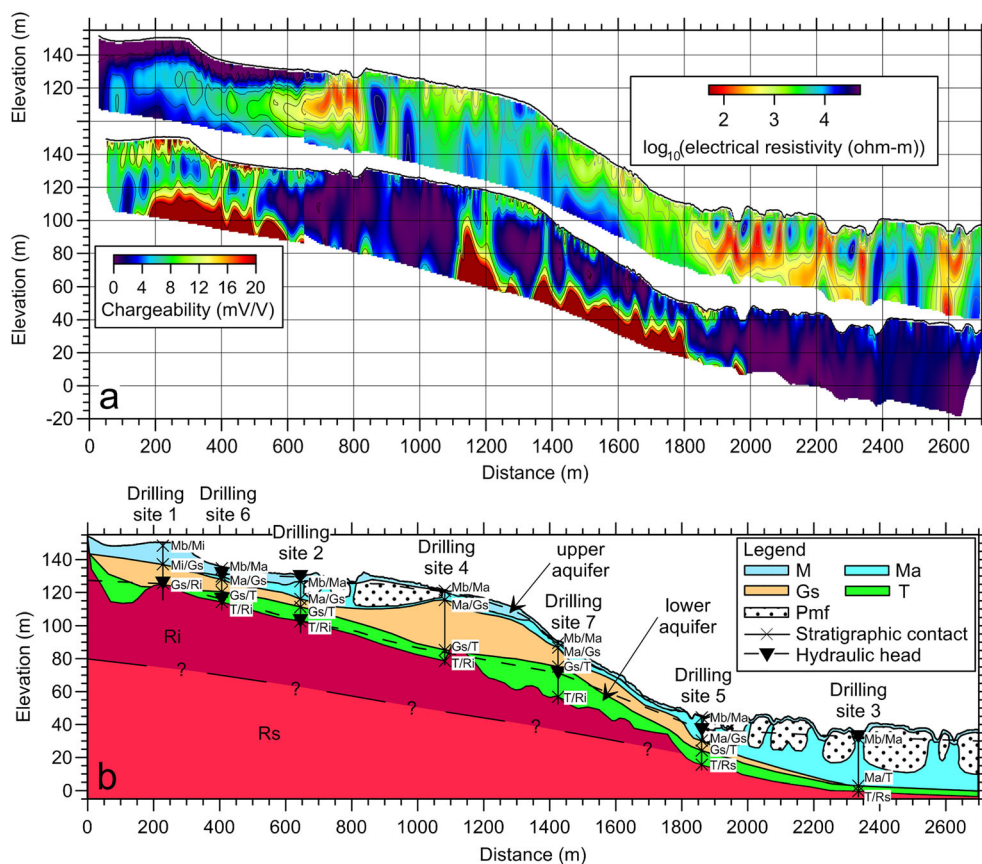 Elevation (m)
140
120
100
140
120
100
80
60
40
20
0
-20
Elevation (m)
2 3 4
log10(electrical resistivity (ohm-m))
0 4 8 12 16 20
Chargeability (mV/V)
a
0 200 400 600 800 1000 1200 1400 1600 1800 2000 2200 2400 2600
Distance (m)
Drilling site 1
Drilling site 6
Drilling site 2
Drilling site 4
upper aquifer
Drilling site 7
lower aquifer
Drilling site 5
Drilling site 3
Legend
M Ma
Gs T
Pmf
Stratigraphic contact
Hydraulic head
Elevation (m)
140
120
100
80
60
40
20
0
Mb/Mi
Mi/Gs
Gs/Ri
Mb/Ma
Ma/Gs
Gs/T
T/Ri
Mb/Ma
Ma/Gs
Gs/T
T/Ri
Mb/Ma
Ma/Gs
Gs/T
T/Ri
Mb/Ma
Ma/Gs
Gs/T
T/Ri
Mb/Ma
Ma/Gs
Gs/T
T/Rs
Mb/Ma
Ma/T
T/Rs
Ri
Rs
? ? ? ? ? ?
b
0 200 400 600 800 1000 1200 1400 1600 1800 2000 2200 2400 2600
Distance (m)